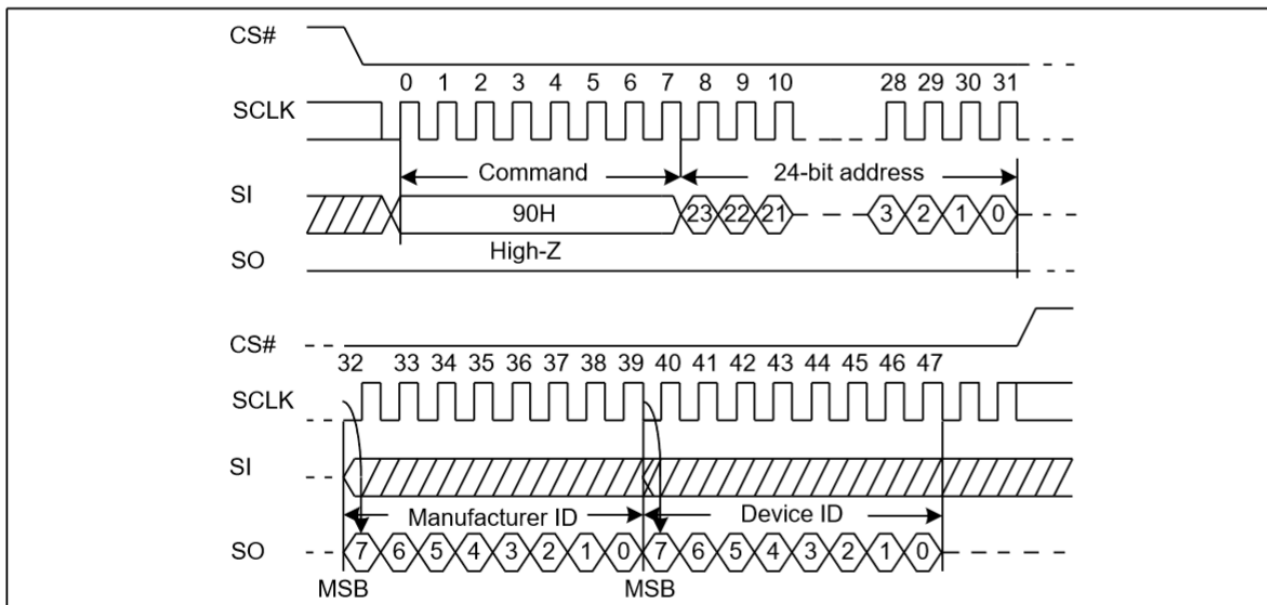 CS#
0 1 2 3 4 5 6 7 8 9 10 28 29 30 31
SCLK
Command 24-bit address
SI
90H 23 22 21 3 2 1 0
High-Z
SO
CS#
32 33 34 35 36 37 38 39 40 41 42 43 44 45 46 47
SCLK
SI
Manufacturer ID Device ID
SO 7 6 5 4 3 2 1 0 7 6 5 4 3 2 1 0
MSB MSB